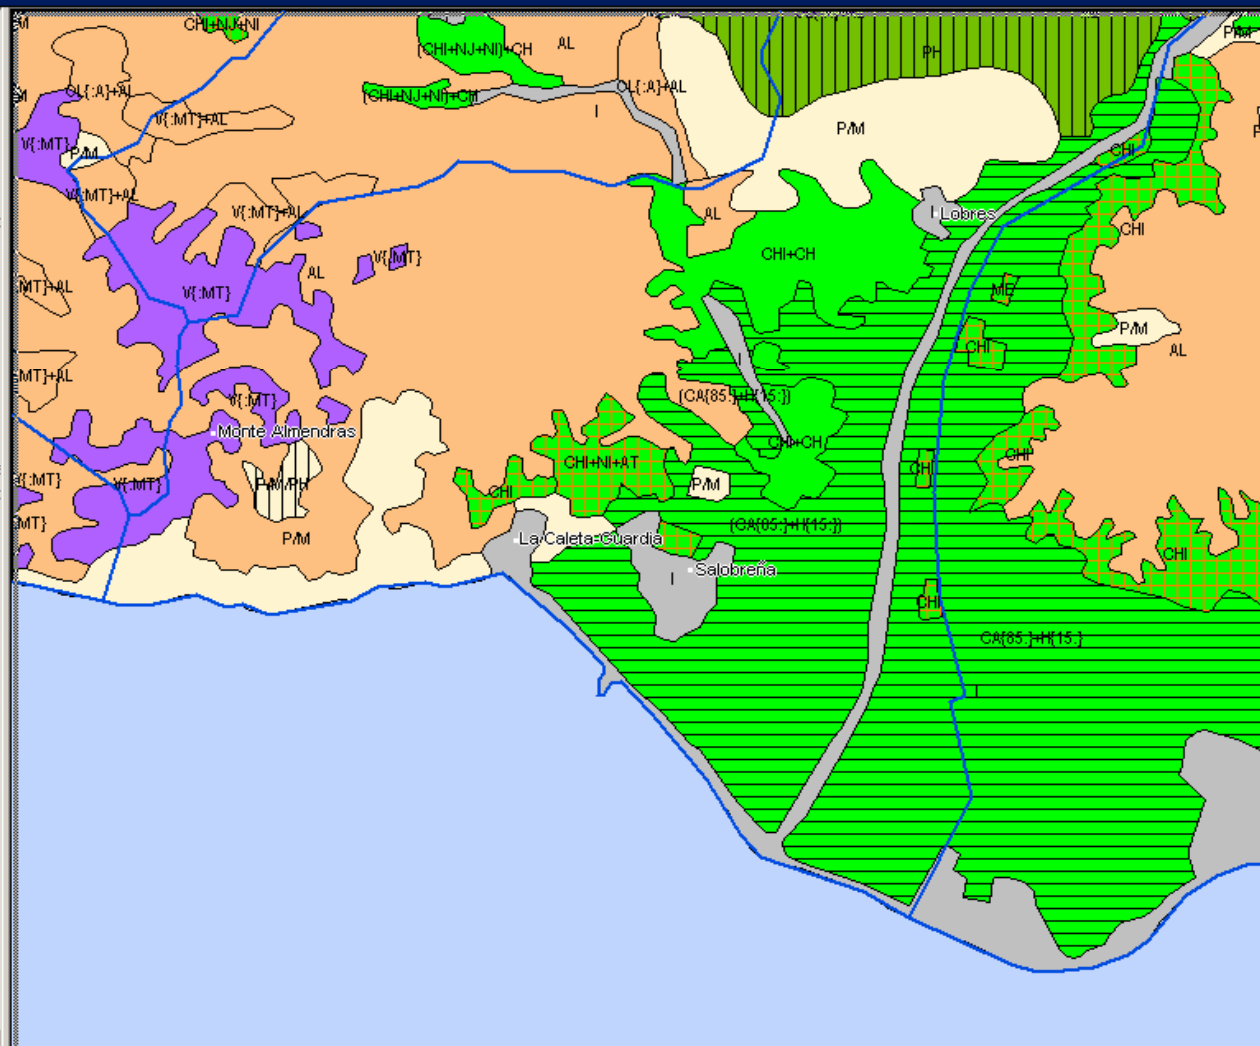 M
CHI+NJ+NI
P/M
(CHI+NJ+NI)+CH
AL
PH
OL{:A}+AL
OL{:A}+AL
(CHI+NJ+NI)+CH
I
V{:MT}+AL
P/M
V{:MT}
P/M
CHI
V{:MT}+AL
V{:MT}+AL
AL
I Lobres
CHI
CHI+CH
V{:MT}
AL
MT}+AL
V{:MT}
ME
P/M
CHI
AL
I
MT}+AL
(CA{85:}+H{15:})
V{:MT}
Monte Almendras
CHI+CH
CHI
CHI+NI+AT
CHI
V{:MT}
V{:MT}
P/M/PH
P/M
CHI
MT}
(CA{85:}+H{15:})
P/M
La Caleta-Guardia
CHI
I
Salobreña
CHI
CA{85:}+H{15:}
I